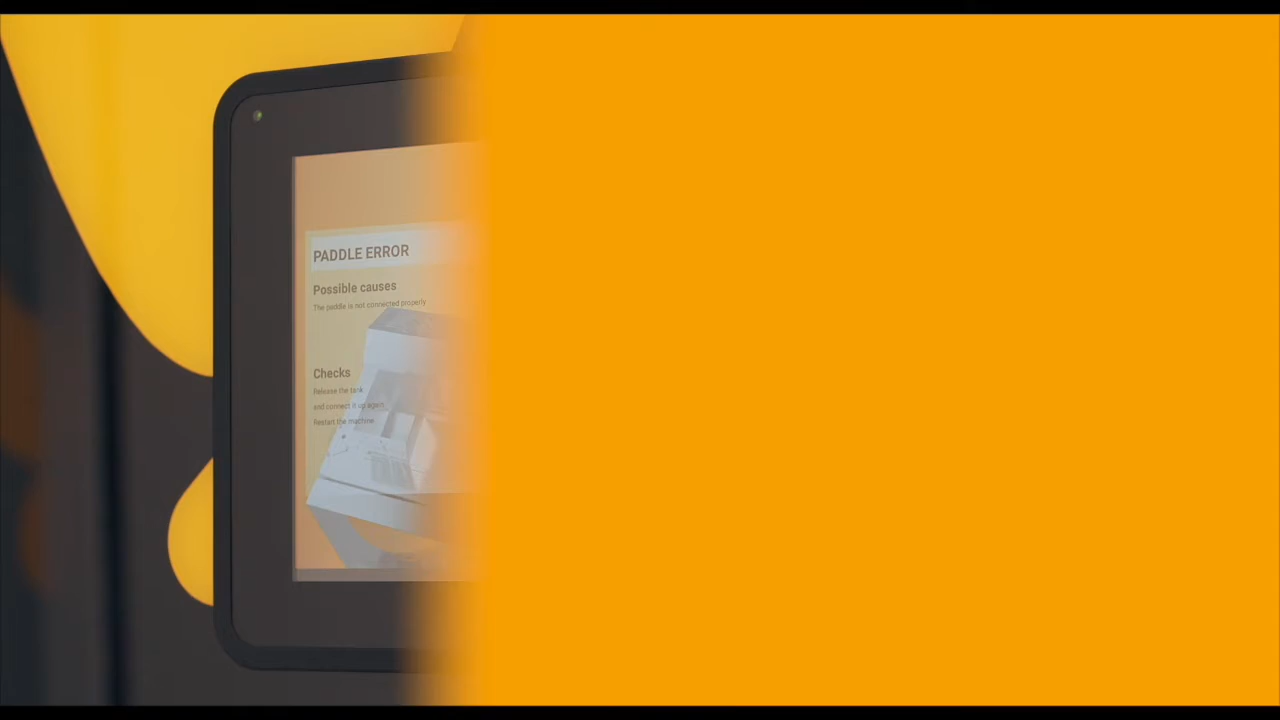 PADDLE ERROR
Possible causes
The paddle is not connected properly
Checks
Release the tank
and connect it up again
Restart the machine